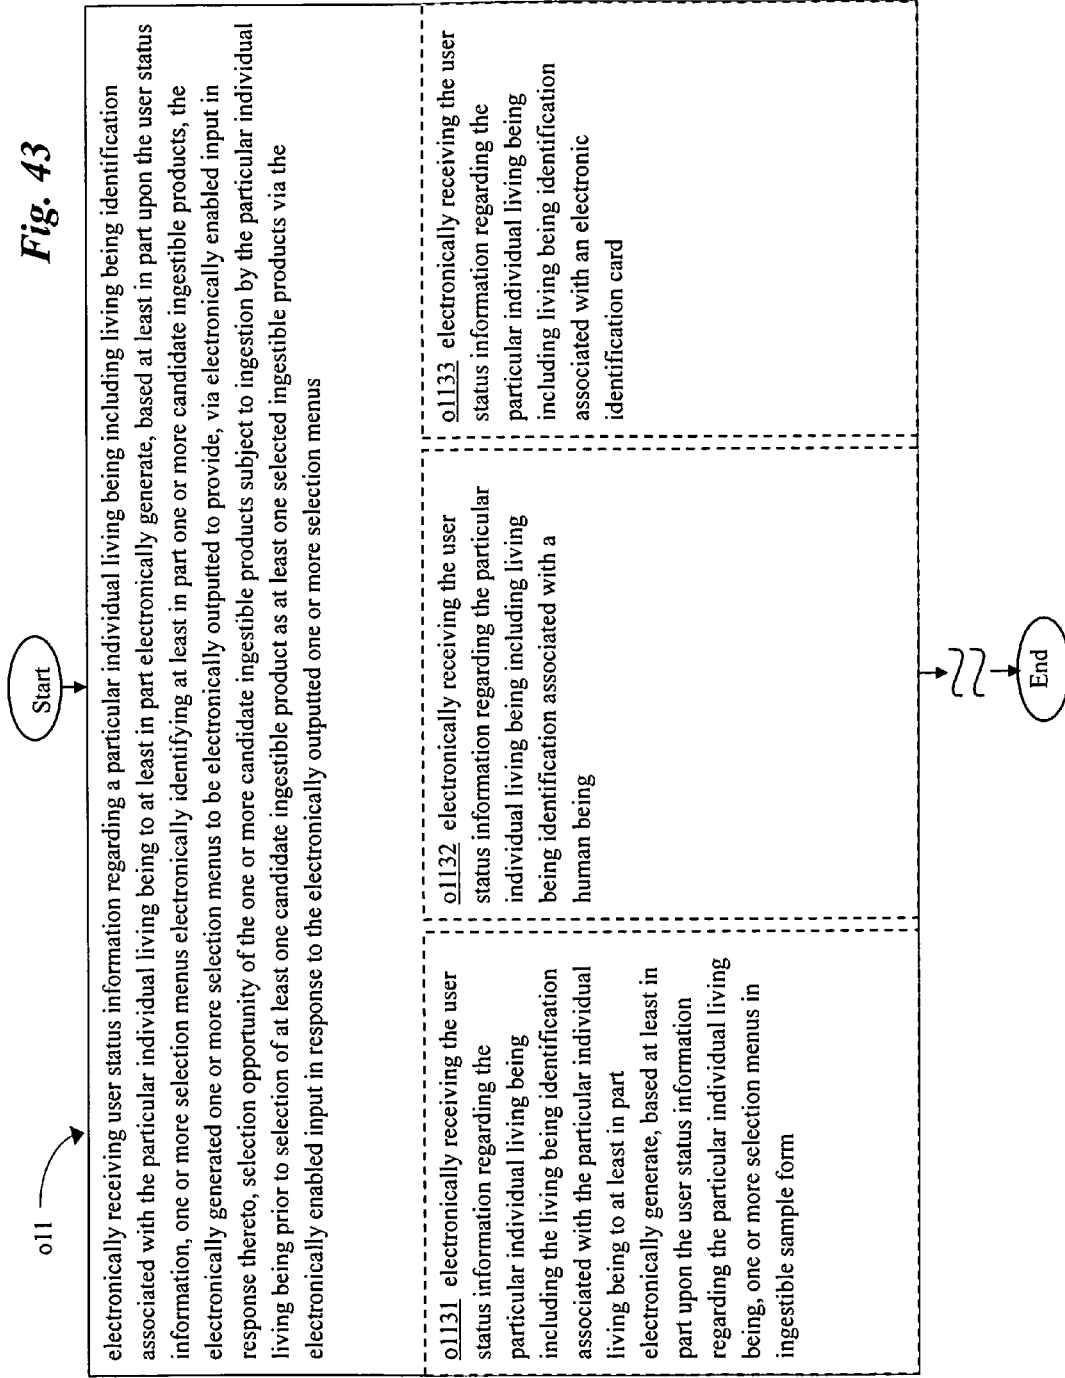 Fig. 43
Start
o11
electronically receiving user status information regarding a particular individual living being including living being identification
associated with the particular individual living being to at least in part electronically generate, based at least in part upon the user status
information, one or more selection menus electronically identifying at least in part one or more candidate ingestible products, the
electronically generated one or more selection menus to be electronically outputted to provide, via electronically enabled input in
response thereto, selection opportunity of the one or more candidate ingestible products subject to ingestion by the particular individual
living being prior to selection of at least one candidate ingestible product as at least one selected ingestible products via the
electronically enabled input in response to the electronically outputted one or more selection menus
o1131 electronically receiving the user
status information regarding the
particular individual living being
including the living being identification
associated with the particular individual
living being to at least in part
electronically generate, based at least in
part upon the user status information
regarding the particular individual living
being, one or more selection menus in
ingestible sample form
o1132 electronically receiving the user
status information regarding the particular
individual living being including living
being identification associated with a
human being
o1133 electronically receiving the user
status information regarding the
particular individual living being
including living being identification
associated with an electronic
identification card
End